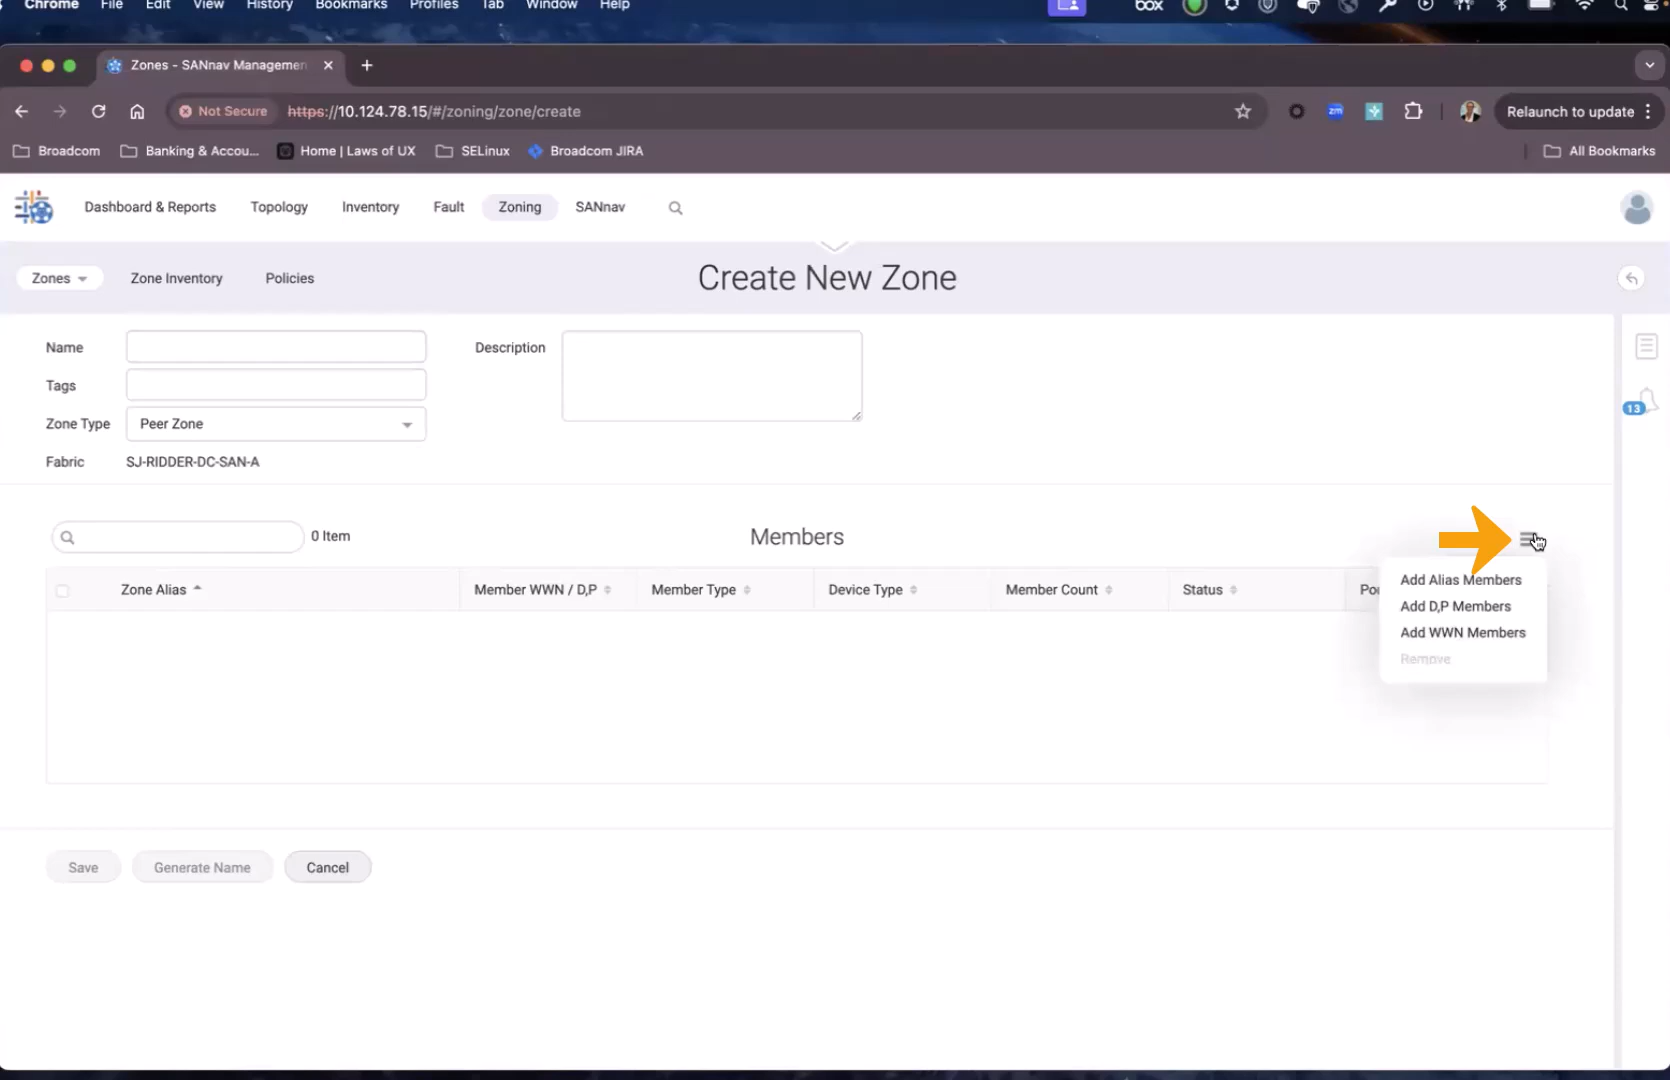 Chrome File Edit View History Bookmarks Profiles Tab Window Help box
Zones - SANnav Managemen
Not Secure https://10.124.78.15/#/zoning/zone/create zm Relaunch to update
Broadcom Banking & Accou... Home | Laws of UX SELinux Broadcom JIRA All Bookmarks
Dashboard & Reports Topology Inventory Fault Zoning SANnav
Zones Zone Inventory Policies Create New Zone
Name Description
Tags
Zone Type Peer Zone
13
Fabric SJ-RIDDER-DC-SAN-A
0 Item Members
Zone Alias Member WWN / D,P Member Type Device Type Member Count Status
Add Alias Members
Add D,P Members
Add WWN Members
Remove
Save Generate Name Cancel